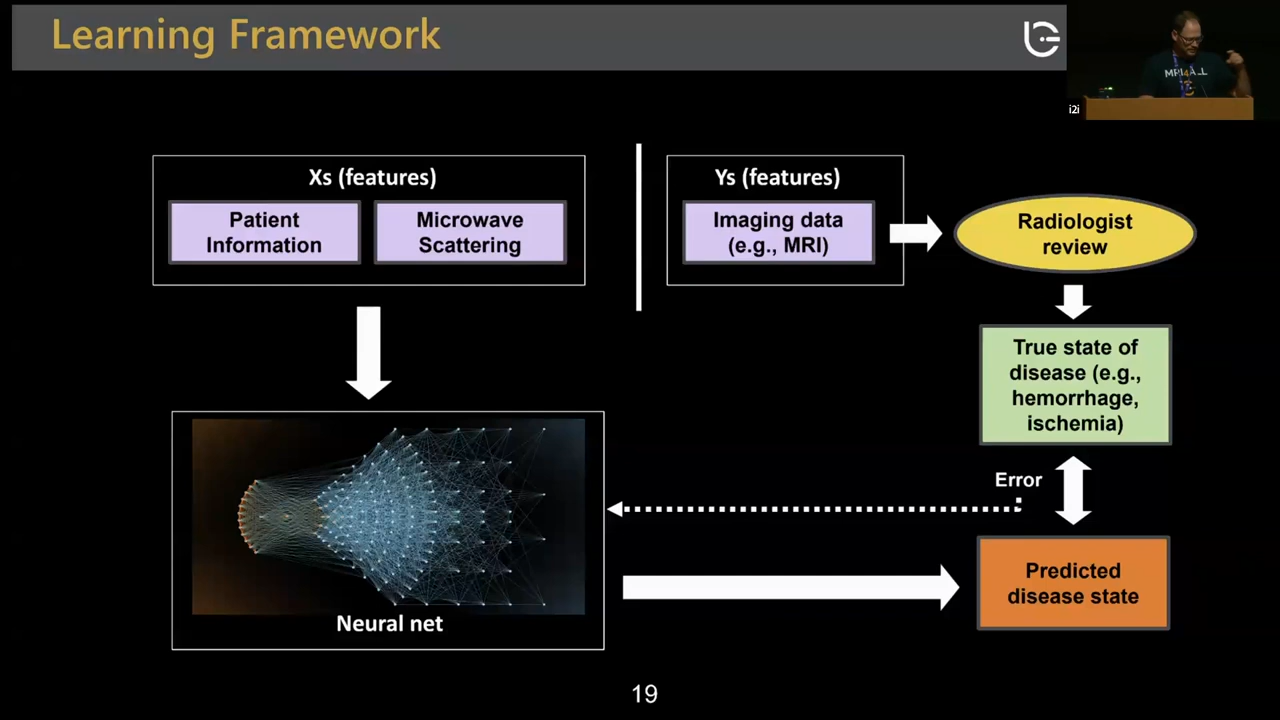 Learning Framework
i2i
Xs (features)
Patient
Information
Microwave
Scattering
Ys (features)
Imaging data
(e.g., MRI)
Radiologist
review
True state of
disease (e.g.,
hemorrhage,
ischemia)
Error
Predicted
disease state
Neural net
19